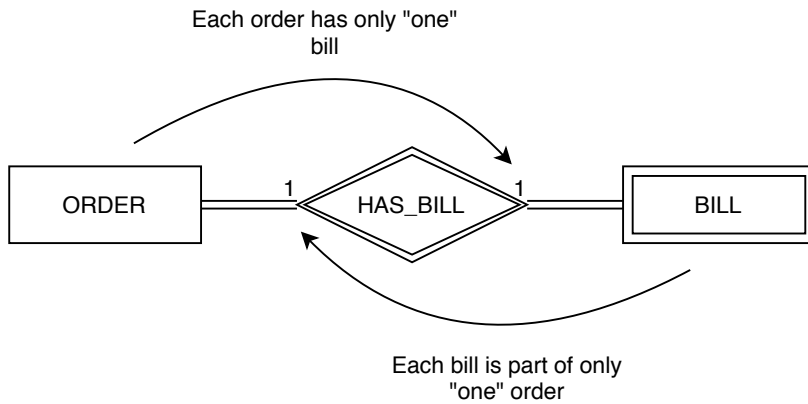 Each order has only "one"
bill
ORDER
1
HAS_BILL
1
BILL
Each bill is part of only
"one" order